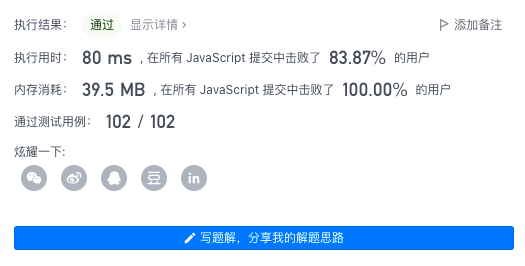 执行结果： 通过 显示详情 > 添加备注
执行用时： 80 ms , 在所有 JavaScript 提交中击败了 83.87% 的用户
内存消耗： 39.5 MB , 在所有 JavaScript 提交中击败了 100.00% 的用户
通过测试用例： 102 / 102
炫耀一下:
豆 in
写题解，分享我的解题思路